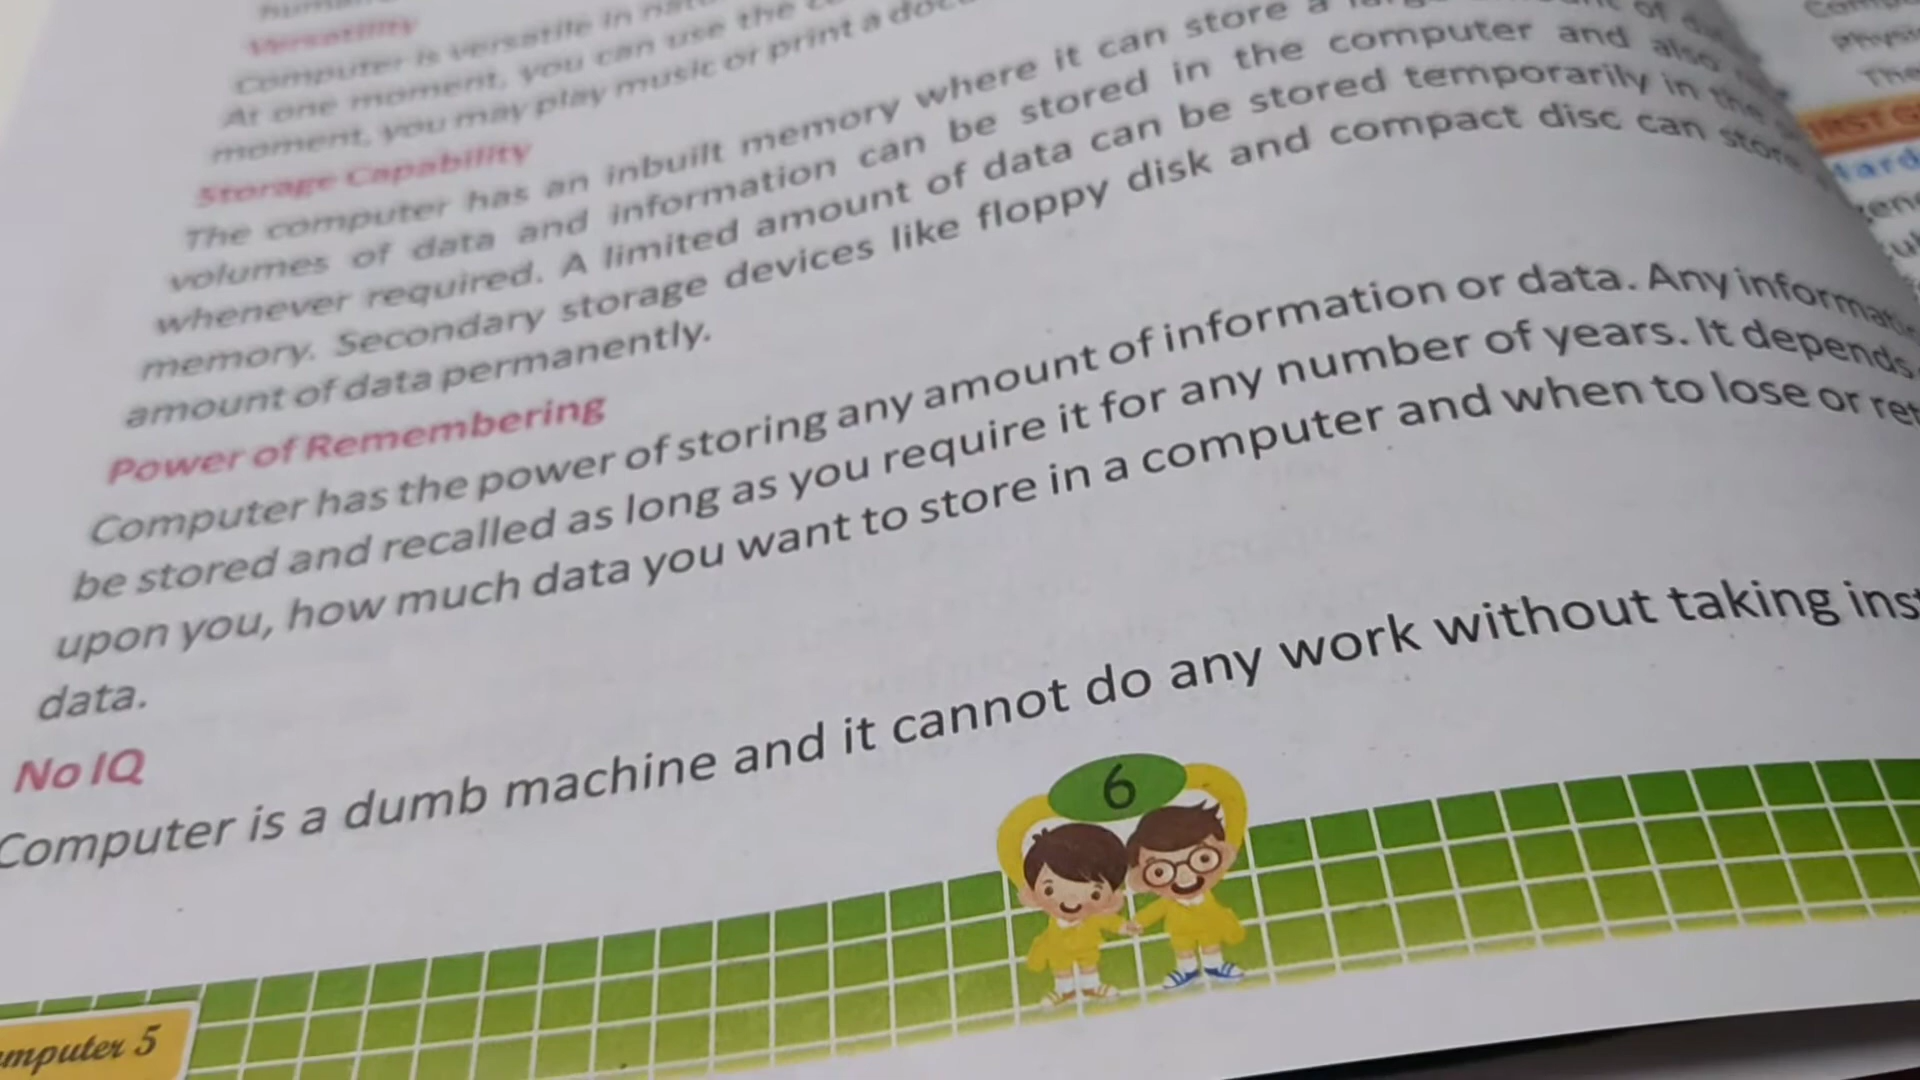 Versatility
Computer is versatile in
At one moment, you can use the
moment, you may play music or print a
Storage Capability
The computer has an inbuilt memory where it can store a
volumes of data and information can be stored in the computer and also
whenever required. A limited amount of data can be stored temporarily in the
memory. Secondary storage devices like floppy disk and compact disc can store
amount of data permanently.
Power of Remembering
Computer has the power of storing any amount of information or data. Any informati
be stored and recalled as long as you require it for any number of years. It depends
upon you, how much data you want to store in a computer and when to lose or ret
data.
No IQ
Computer is a dumb machine and it cannot do any work without taking inst
6
mputer 5
The
IRST G